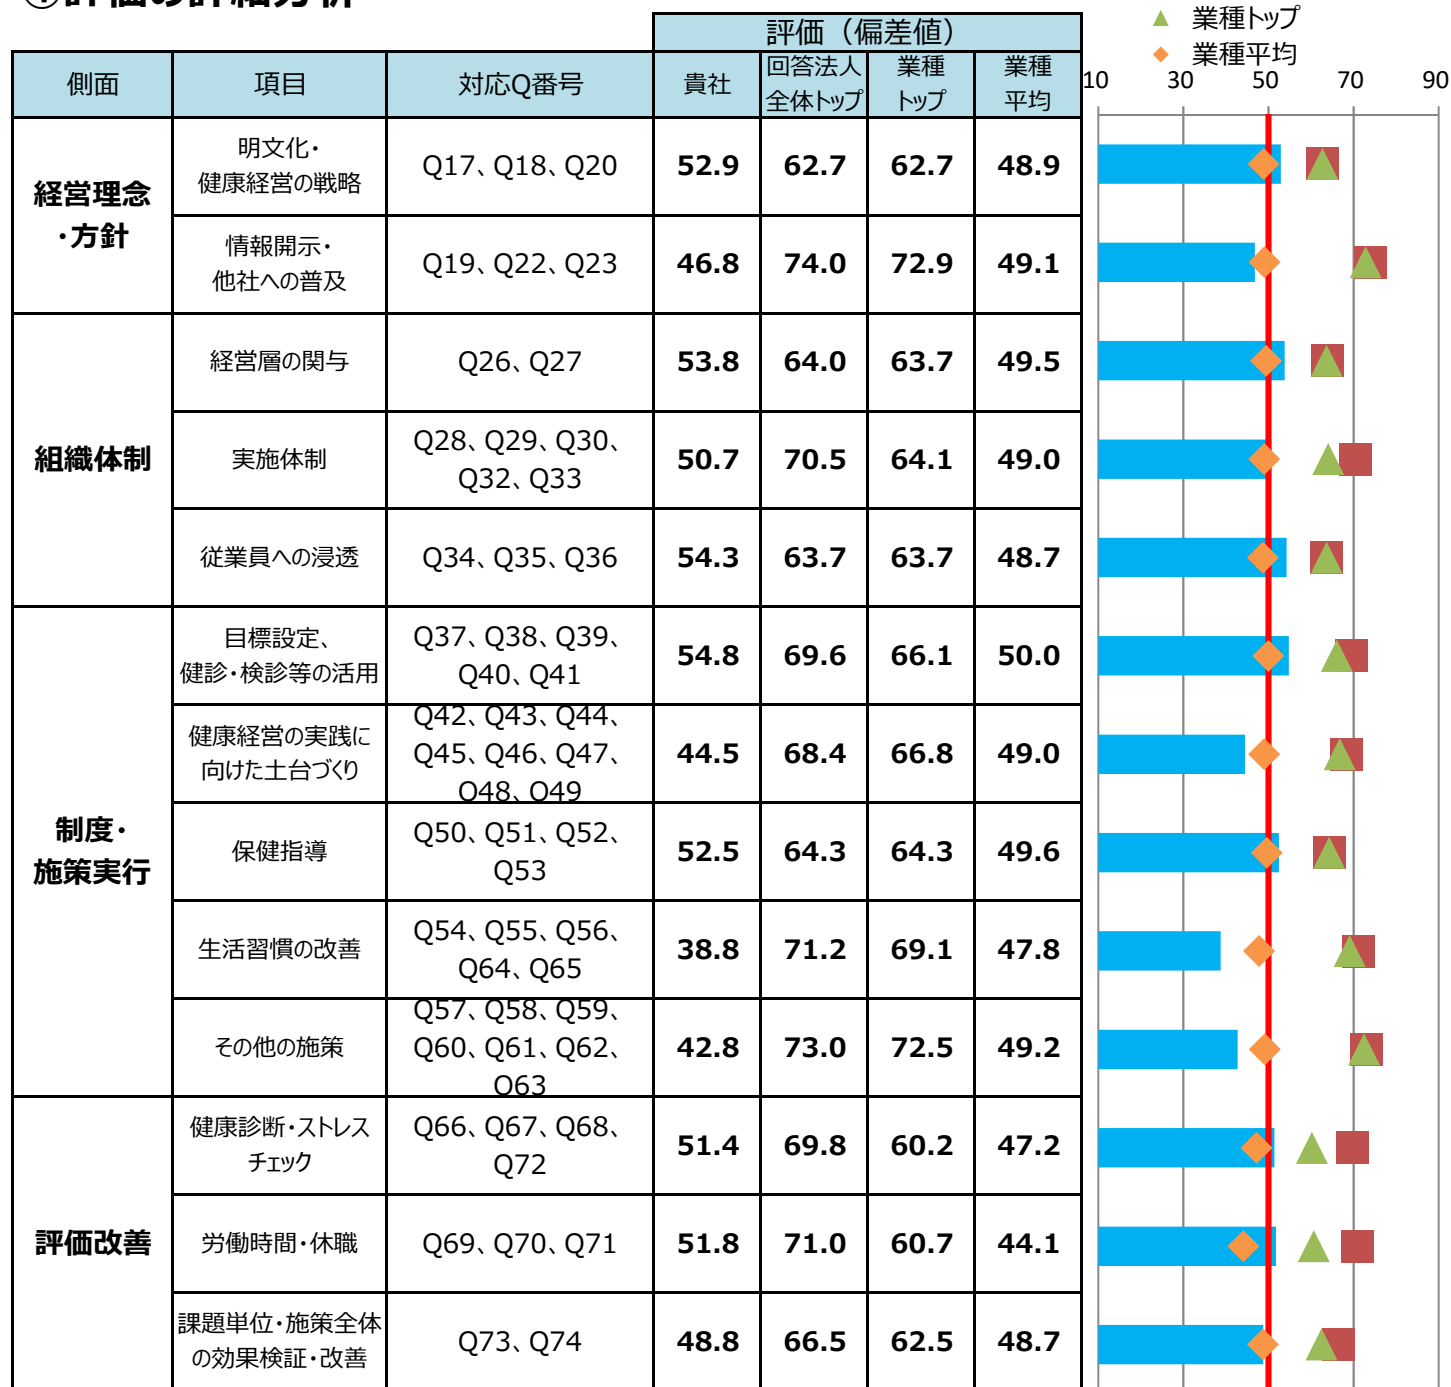 ①評価の詳細分析
▲ 業種トップ
◆ 業種平均
評価（偏差値）
側面 項目 対応Q番号 貴社 回答法人 業種 業種
全体トップ トップ 平均
10 30 50 70 90
経営理念
・方針
明文化・
健康経営の戦略
Q17、Q18、Q20 52.9 62.7 62.7 48.9
情報開示・
他社への普及
Q19、Q22、Q23 46.8 74.0 72.9 49.1
組織体制
経営層の関与 Q26、Q27 53.8 64.0 63.7 49.5
実施体制
Q28、Q29、Q30、
Q32、Q33
50.7 70.5 64.1 49.0
従業員への浸透 Q34、Q35、Q36 54.3 63.7 63.7 48.7
制度・
施策実行
目標設定、
健診・検診等の活用
Q37、Q38、Q39、
Q40、Q41
54.8 69.6 66.1 50.0
健康経営の実践に
向けた土台づくり
Q42、Q43、Q44、
Q45、Q46、Q47、
Q48、Q49
44.5 68.4 66.8 49.0
保健指導
Q50、Q51、Q52、
Q53
52.5 64.3 64.3 49.6
生活習慣の改善
Q54、Q55、Q56、
Q64、Q65
38.8 71.2 69.1 47.8
その他の施策
Q57、Q58、Q59、
Q60、Q61、Q62、
Q63
42.8 73.0 72.5 49.2
評価改善
健康診断・ストレス
チェック
Q66、Q67、Q68、
Q72
51.4 69.8 60.2 47.2
労働時間・休職 Q69、Q70、Q71 51.8 71.0 60.7 44.1
課題単位・施策全体
の効果検証・改善
Q73、Q74 48.8 66.5 62.5 48.7